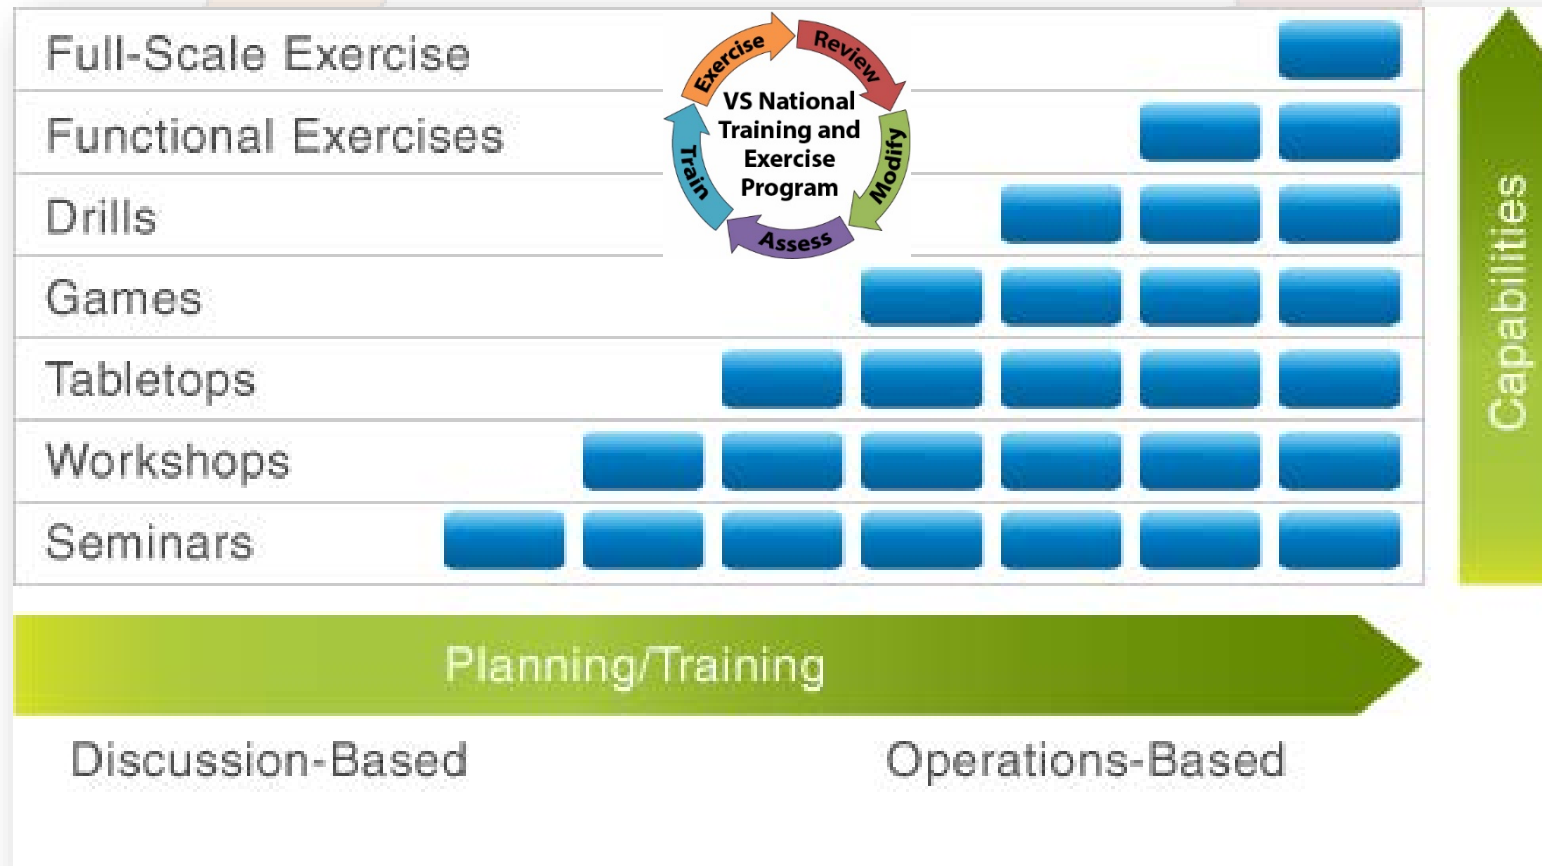 Full-Scale Exercise
Functional Exercises
Drills
Games
Tabletops
Workshops
Seminars
Exercise
Review
Modify
Assess
Train
VS National
Training and
Exercise
Program
Capabilities
Planning/Training
Discussion-Based
Operations-Based